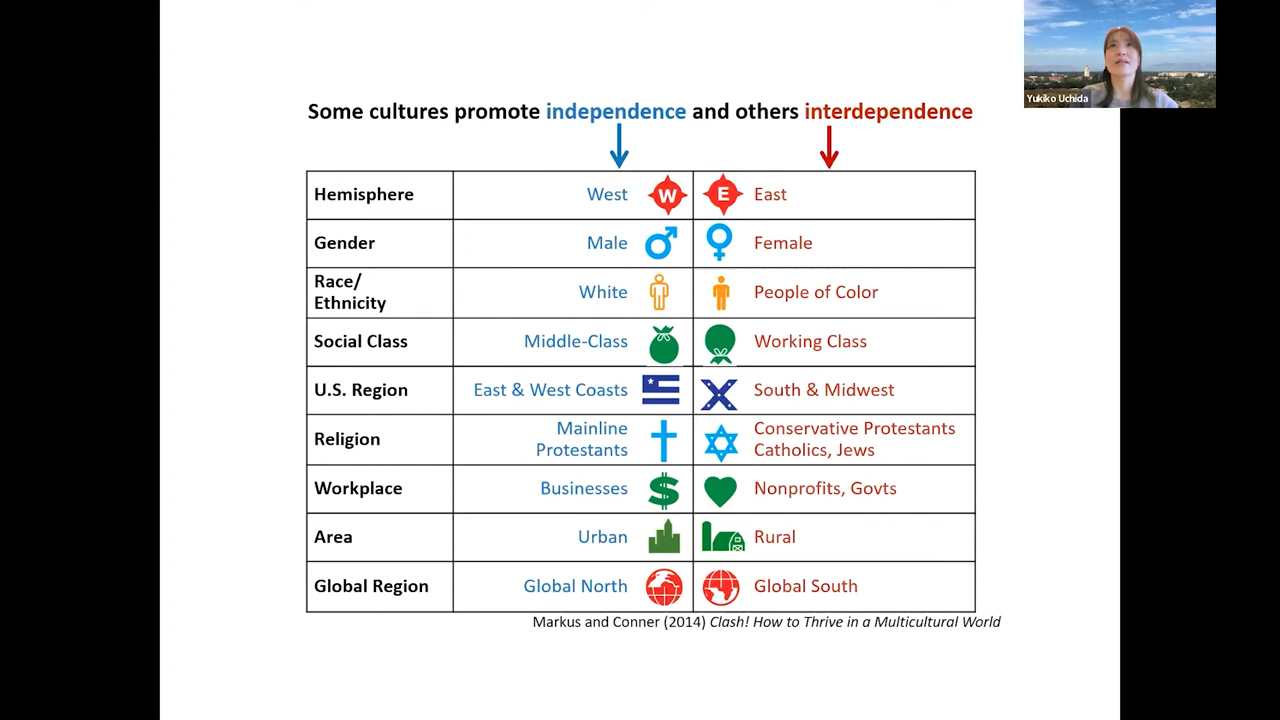 Yukiko Uchida
Some cultures promote independence and others interdependence
Hemisphere West W E East
Gender Male Female
Race/
Ethnicity White People of Color
Social Class Middle-Class Working Class
U.S. Region East & West Coasts South & Midwest
Religion Mainline
Protestants Conservative Protestants
Catholics, Jews
Workplace Businesses $ Nonprofits, Govts
Area Urban Rural
Global Region Global North Global South
Markus and Conner (2014) Clash! How to Thrive in a Multicultural World